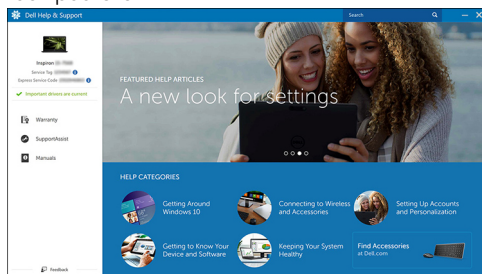 Dell Help & Support
Search
Inspiron
Service Tag
Express Service Code
Important drivers are current
Warranty
SupportAssist
Manuals
Feedback
FEATURED HELP ARTICLES
A new look for settings
HELP CATEGORIES
Getting Around
Windows 10
Connecting to Wireless
and Accessories
Setting Up Accounts
and Personalization
Getting to Know Your
Device and Software
Keeping Your System
Healthy
Find Accessories
at Dell.com